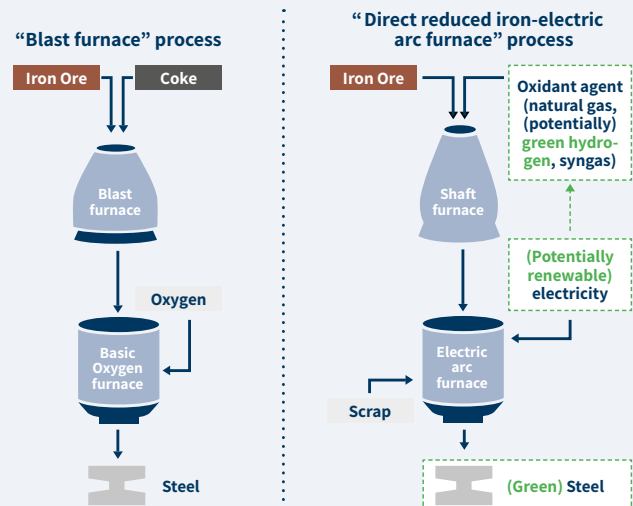 “Blast furnace” process
Iron Ore
Coke
Blast
furnace
Oxygen
Basic
Oxygen
furnace
Steel
“Direct reduced iron-electric
arc furnace” process
Iron Ore
Oxidant agent
(natural gas,
(potentially)
green hydro-
gen, syngas)
Shaft
furnace
(Potentially
renewable)
electricity
Electric
arc
furnace
Scrap
(Green) Steel